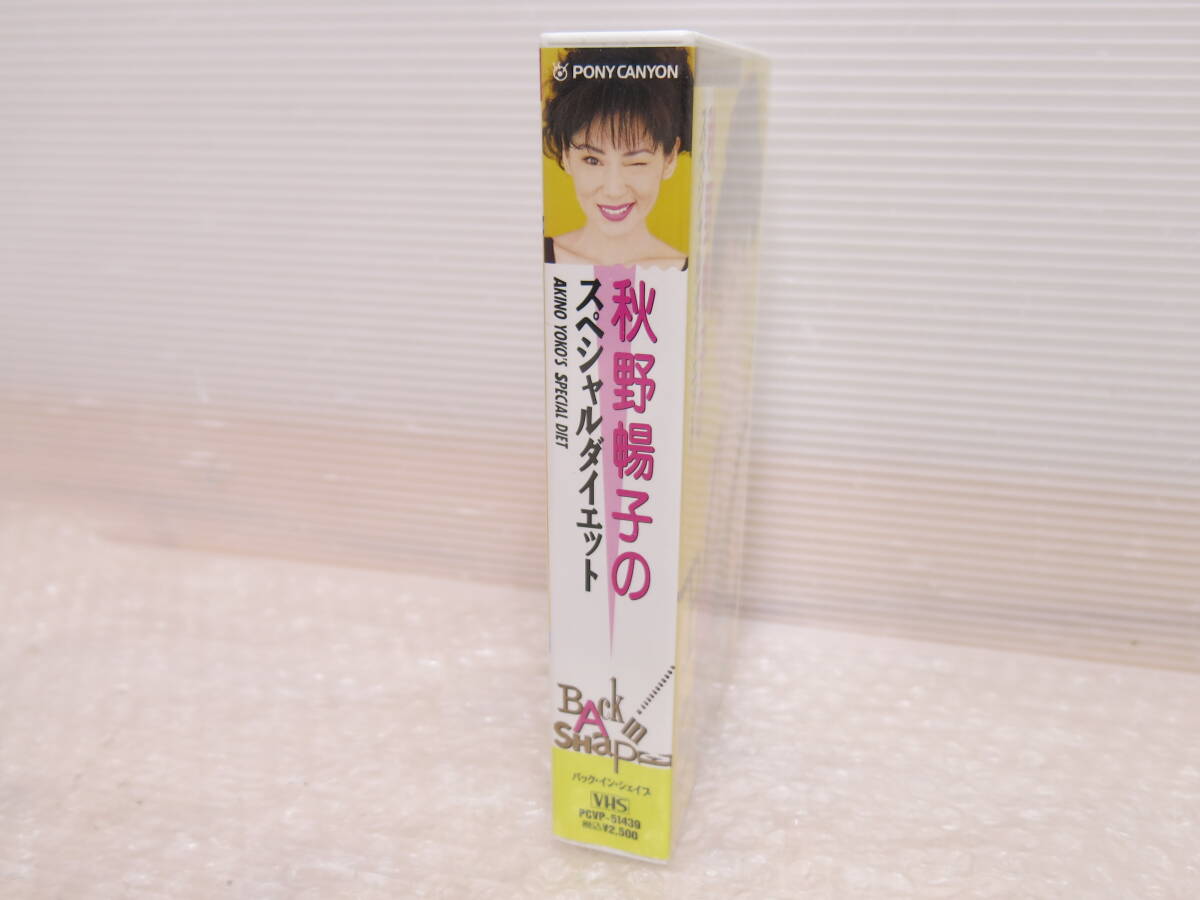 PONY CANYON
秋野暢子の
スペシャルダイエット
AKINO YOKO'S SPECIAL DIET
BAck in
SHApE
バック・イン・シェイプ
VHS
PCVP-51439
税込¥2,500